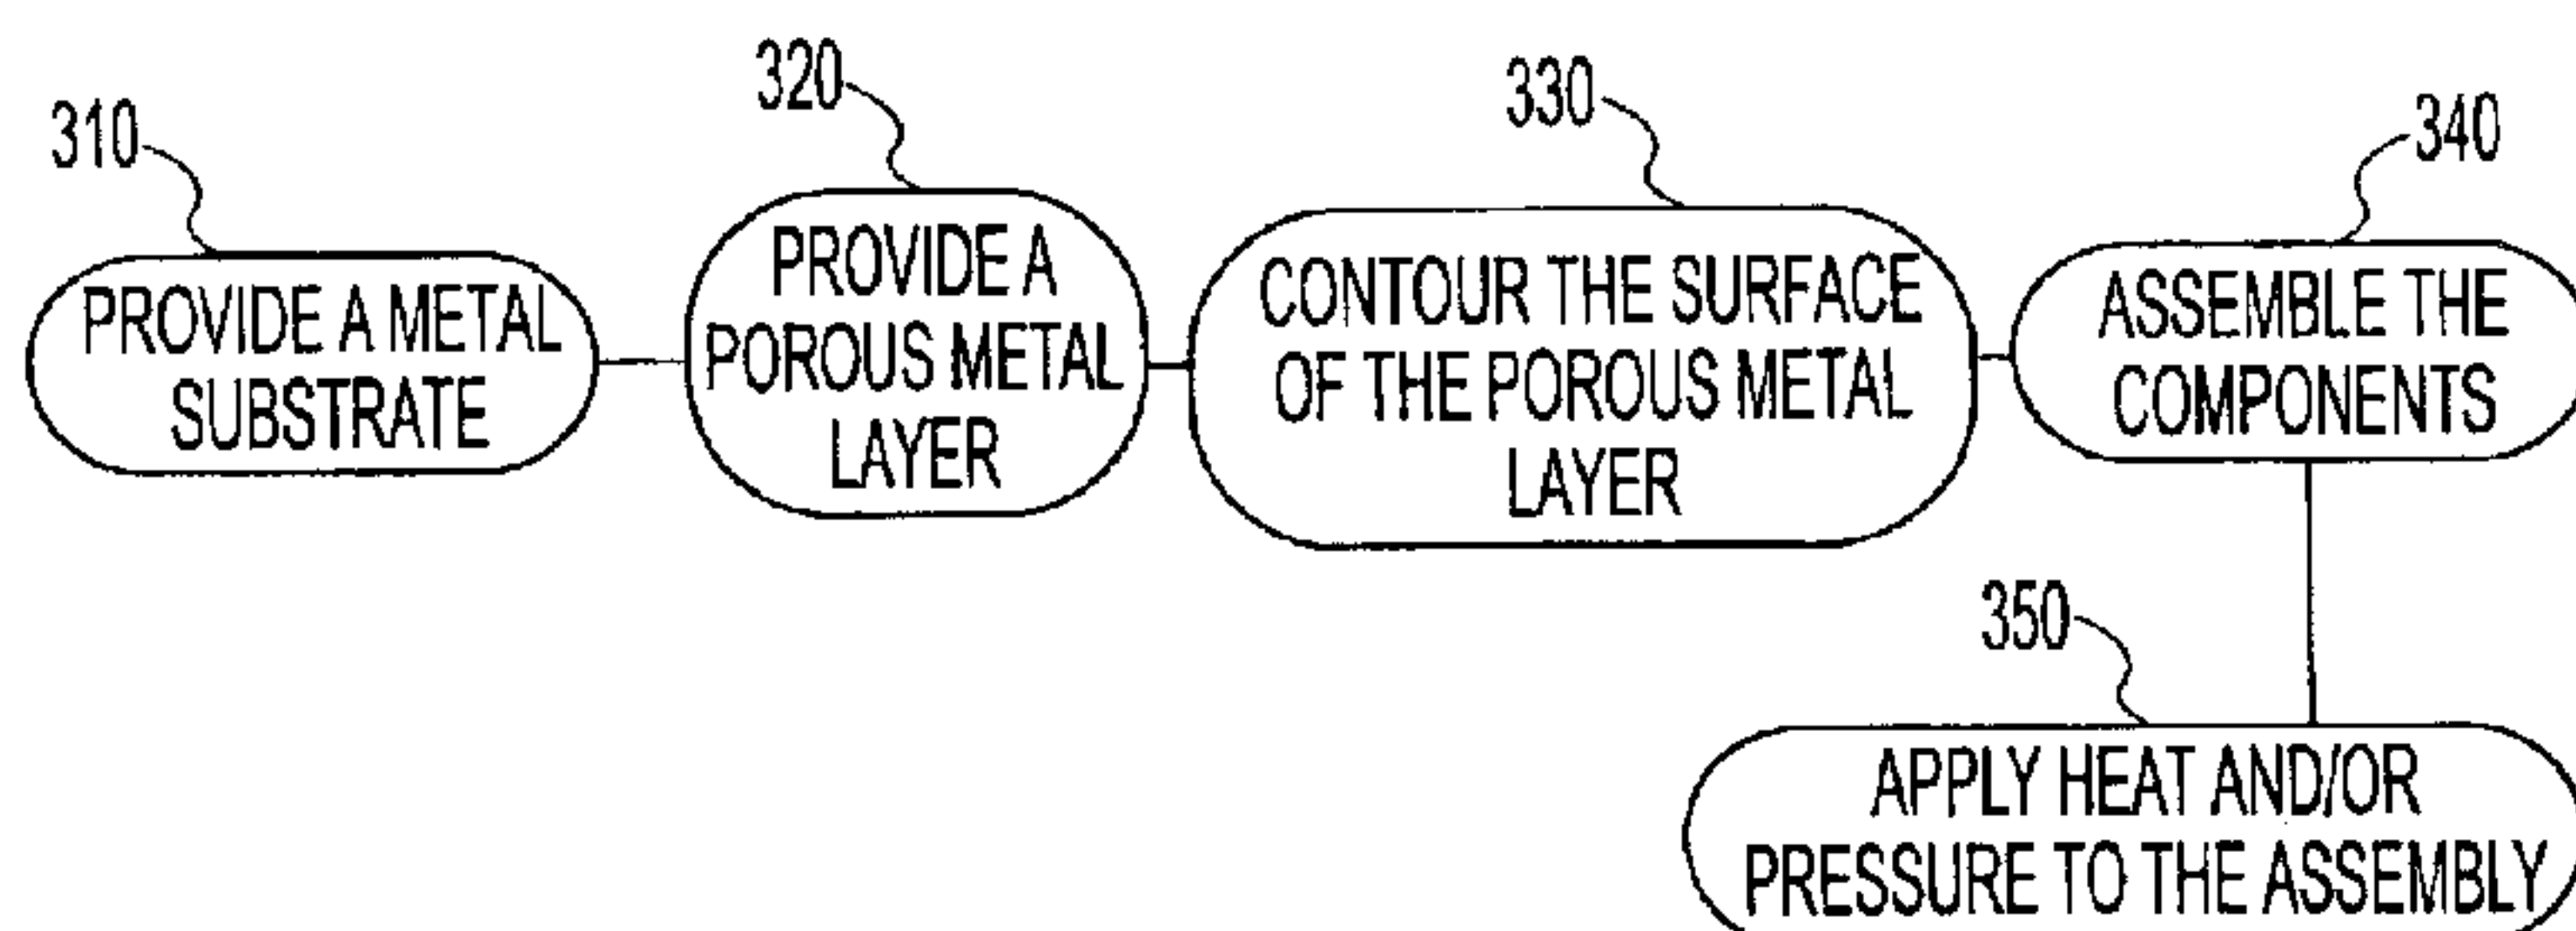 310
PROVIDE A METAL
SUBSTRATE
320
PROVIDE A
POROUS METAL
LAYER
330
CONTOUR THE SURFACE
OF THE POROUS METAL
LAYER
340
ASSEMBLE THE
COMPONENTS
350
APPLY HEAT AND/OR
PRESSURE TO THE ASSEMBLY